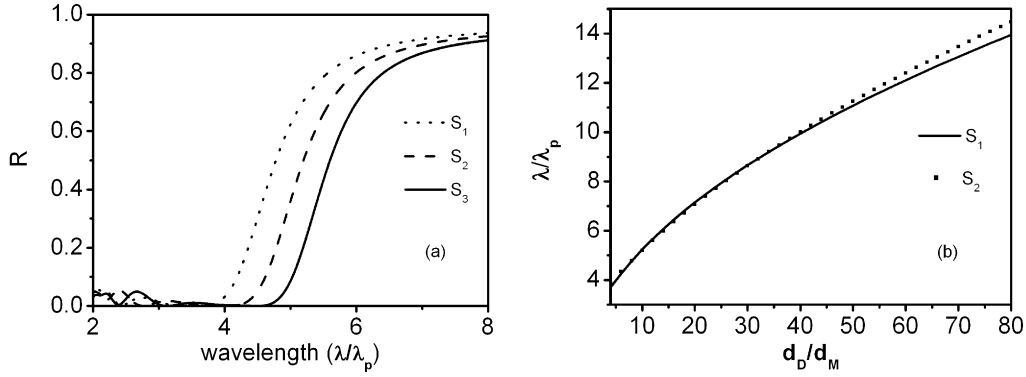 1.0
0.8
0.6
0.4
0.2
0.0
R
S1
S2
S3
(a)
2 4 6 8
wavelength (λ/λp)
14
12
10
8
6
4
λ/λp
S1
S2
(b)
10 20 30 40 50 60 70 80
dD/dM